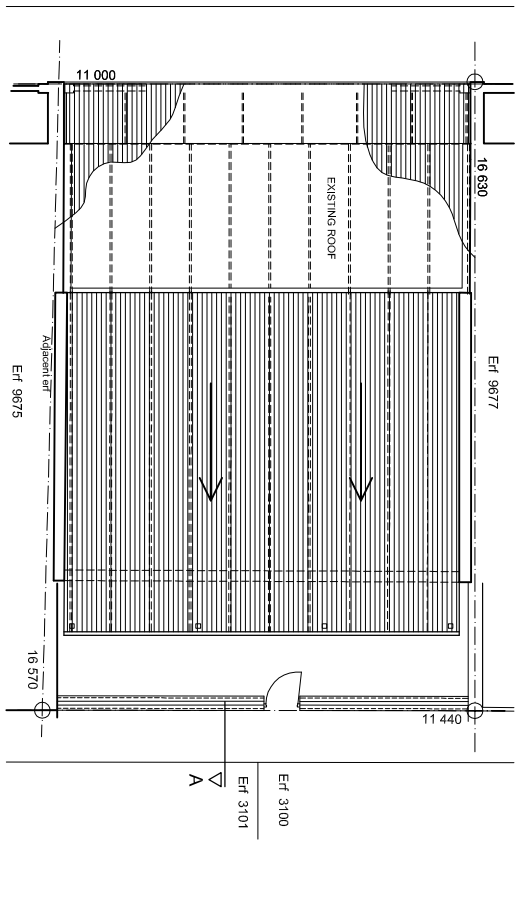 11 000
16 630
EXISTING ROOF
Adjacent erf
Erf 9675
Erf 9677
16 570
11 440
A
Erf 3101
Erf 3100